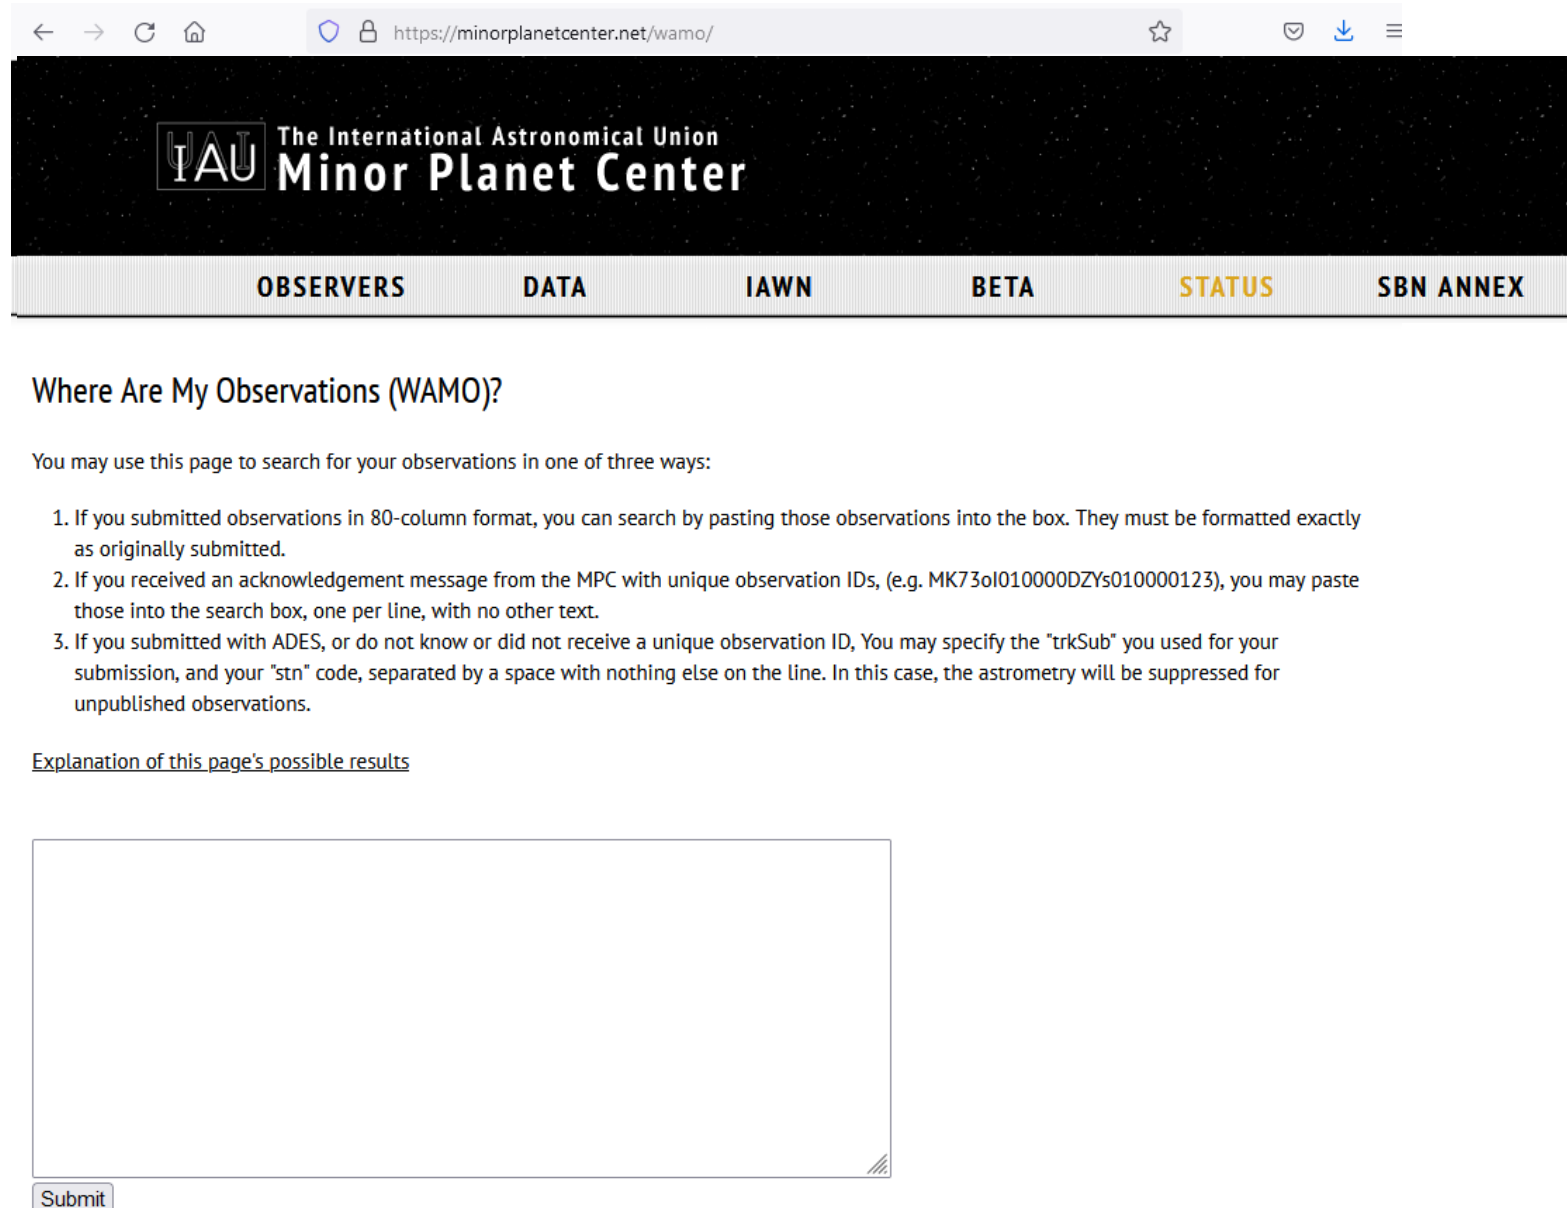 https://minorplanetcenter.net/wamo/
IAU
The International Astronomical Union
Minor Planet Center
OBSERVERS DATA IAWN BETA STATUS SBN ANNEX
Where Are My Observations (WAMO)?
You may use this page to search for your observations in one of three ways:
1. If you submitted observations in 80-column format, you can search by pasting those observations into the box. They must be formatted exactly
as originally submitted.
2. If you received an acknowledgement message from the MPC with unique observation IDs, (e.g. MK73oI010000DZYs010000123), you may paste
those into the search box, one per line, with no other text.
3. If you submitted with ADES, or do not know or did not receive a unique observation ID, You may specify the "trkSub" you used for your
submission, and your "stn" code, separated by a space with nothing else on the line. In this case, the astrometry will be suppressed for
unpublished observations.
Explanation of this page's possible results
Submit